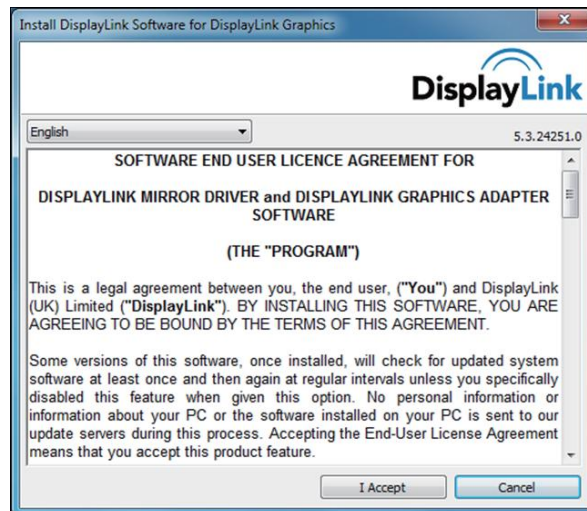 Install DisplayLink Software for DisplayLink Graphics
DisplayLink
English
5.3.24251.0
SOFTWARE END USER LICENCE AGREEMENT FOR
DISPLAYLINK MIRROR DRIVER and DISPLAYLINK GRAPHICS ADAPTER
SOFTWARE
(THE "PROGRAM")
This is a legal agreement between you, the end user, ("You") and DisplayLink
(UK) Limited ("DisplayLink"). BY INSTALLING THIS SOFTWARE, YOU ARE
AGREEING TO BE BOUND BY THE TERMS OF THIS AGREEMENT.
Some versions of this software, once installed, will check for updated system
software at least once and then again at regular intervals unless you specifically
disabled this feature when given this option. No personal information or
information about your PC or the software installed on your PC is sent to our
update servers during this process. Accepting the End-User License Agreement
means that you accept this product feature.
I Accept
Cancel